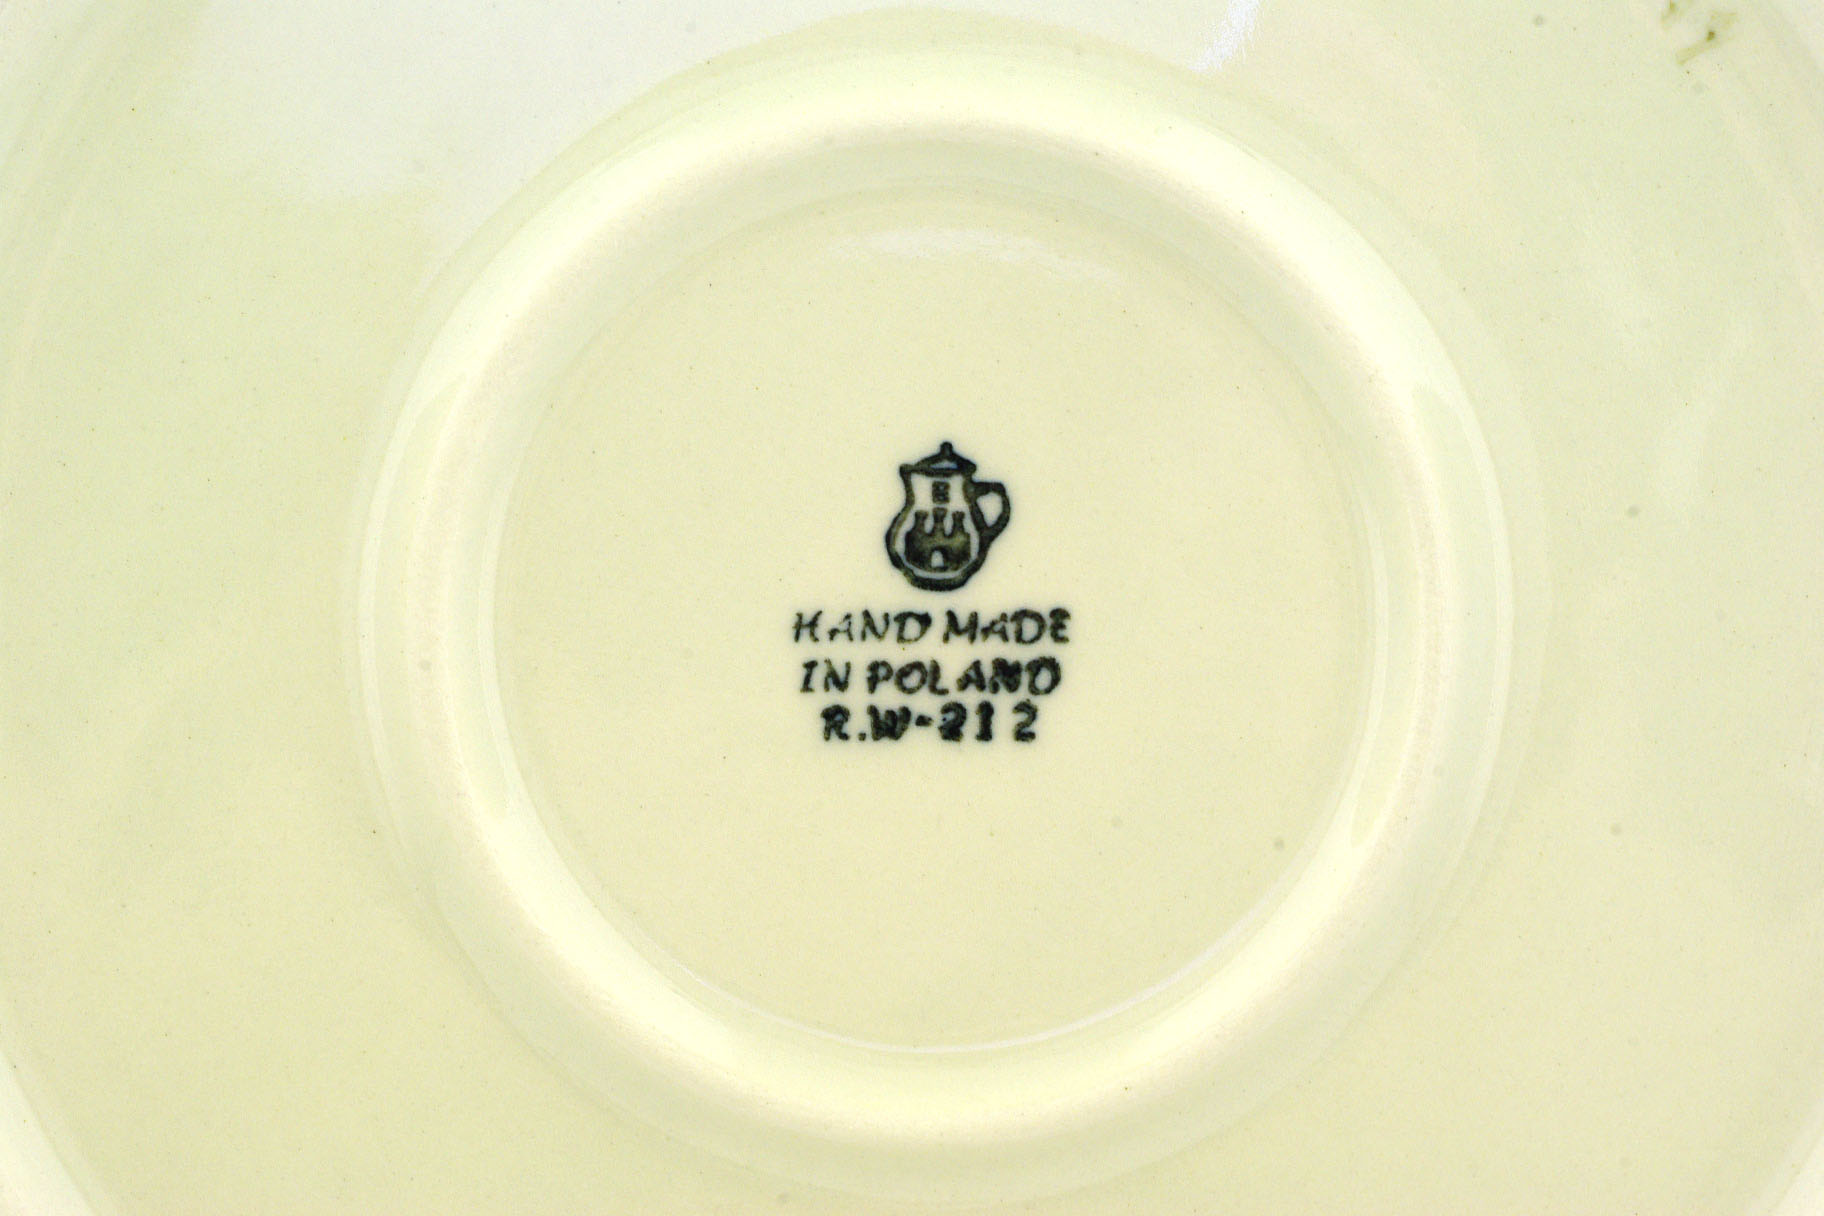 B
HAND MADE
IN POLAND
R.W-212